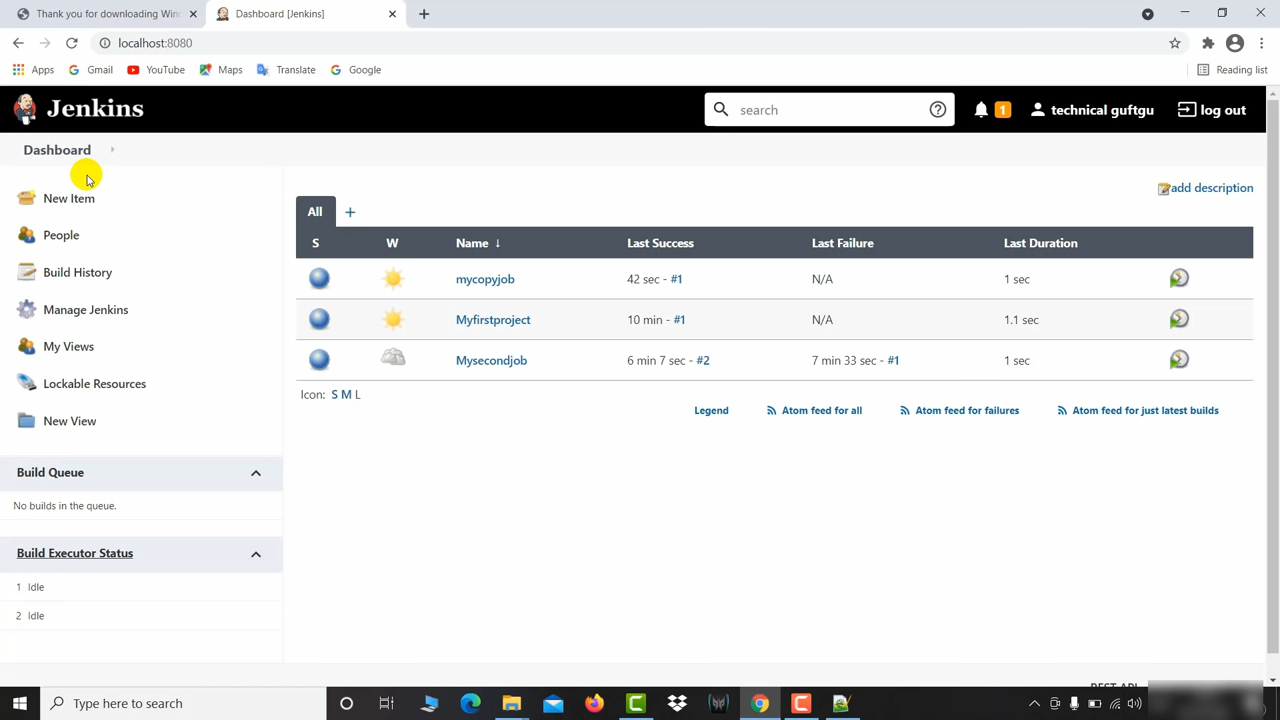 Thank you for downloading Wind
Dashboard [Jenkins]
localhost:8080
Apps
Gmail
YouTube
Maps
Translate
Google
Reading list
Jenkins
search
1
technical guftgu
log out
Dashboard
New Item
People
Build History
Manage Jenkins
My Views
Lockable Resources
New View
Build Queue
No builds in the queue.
Build Executor Status
1 Idle
2 Idle
add description
All +
S W Name ↓ Last Success Last Failure Last Duration
mycopyjob 42 sec - #1 N/A 1 sec
Myfirstproject 10 min - #1 N/A 1.1 sec
Mysecondjob 6 min 7 sec - #2 7 min 33 sec - #1 1 sec
Icon: S M L
Legend
Atom feed for all
Atom feed for failures
Atom feed for just latest builds
REST API
Type here to search